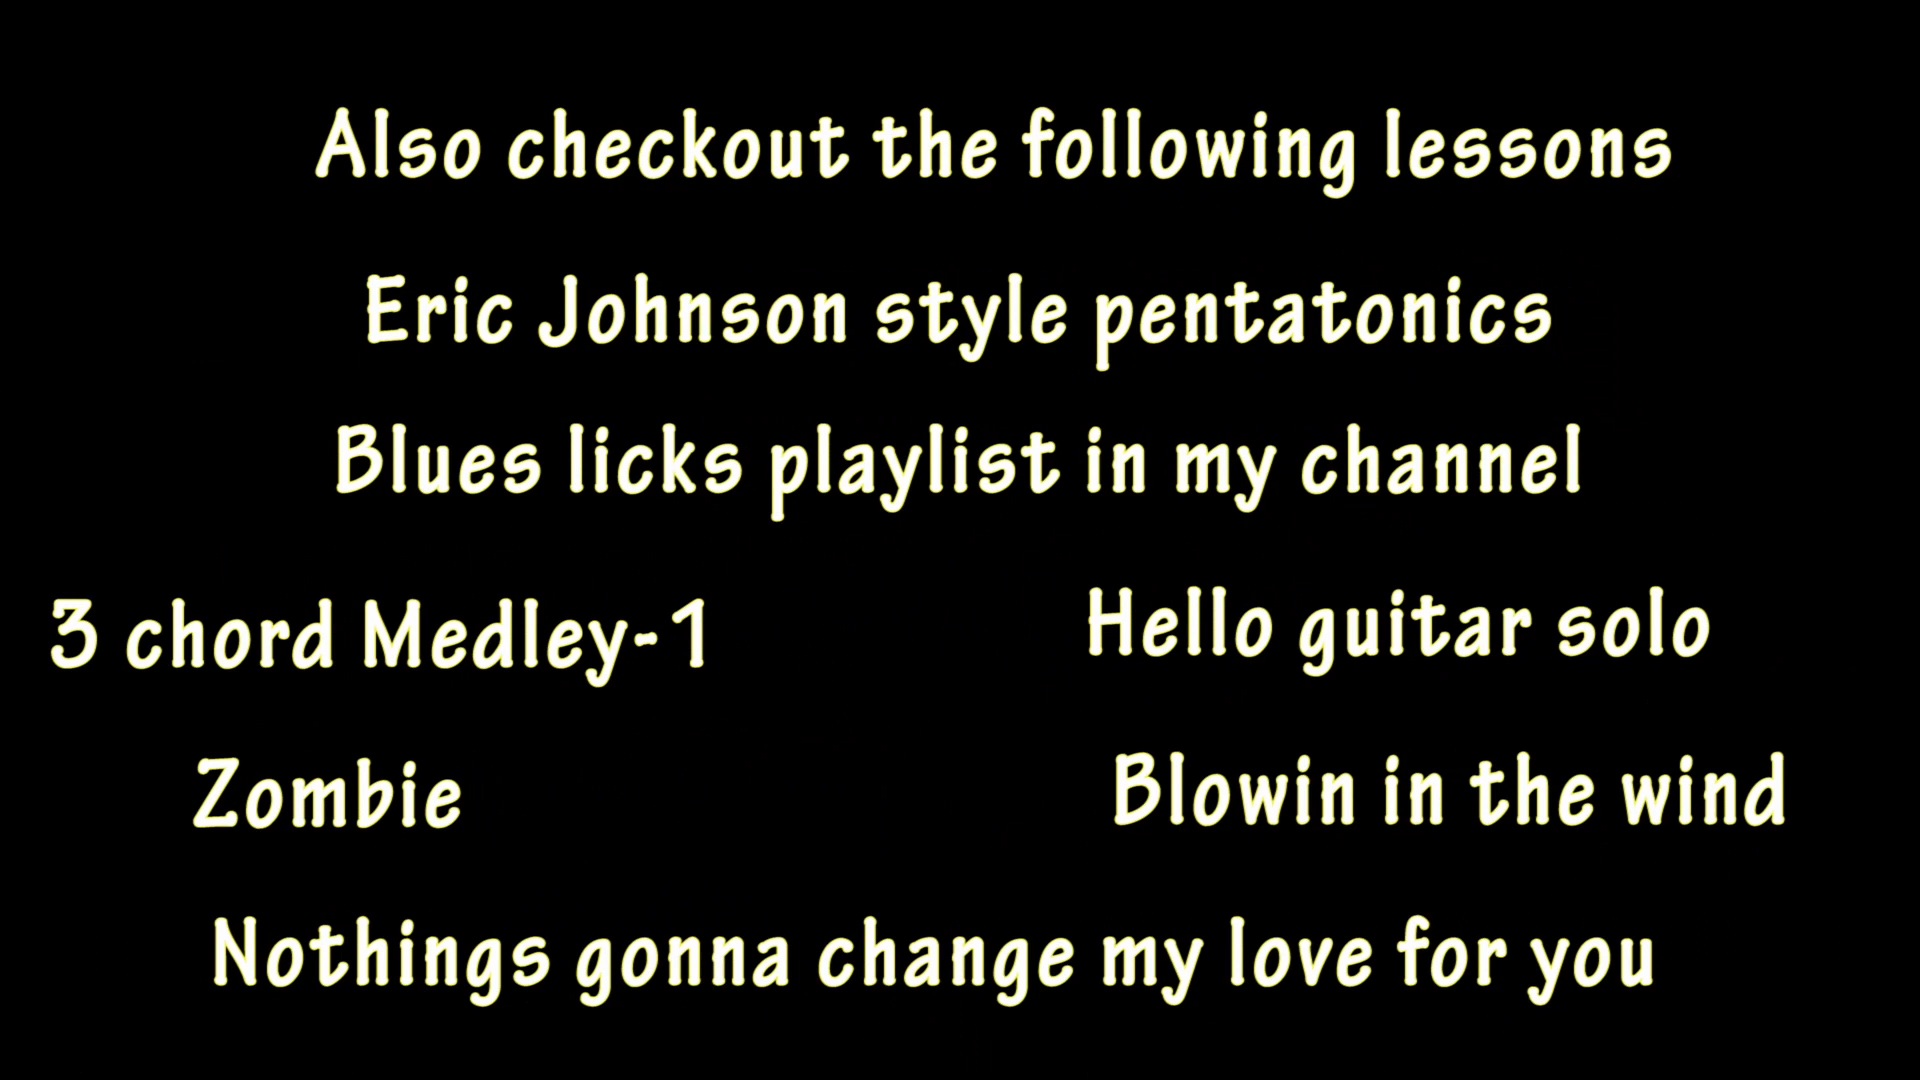 Also checkout the following lessons
Eric Johnson style pentatonics
Blues licks playlist in my channel
3 chord Medley-1
Hello guitar solo
Zombie
Blowin in the wind
Nothings gonna change my love for you